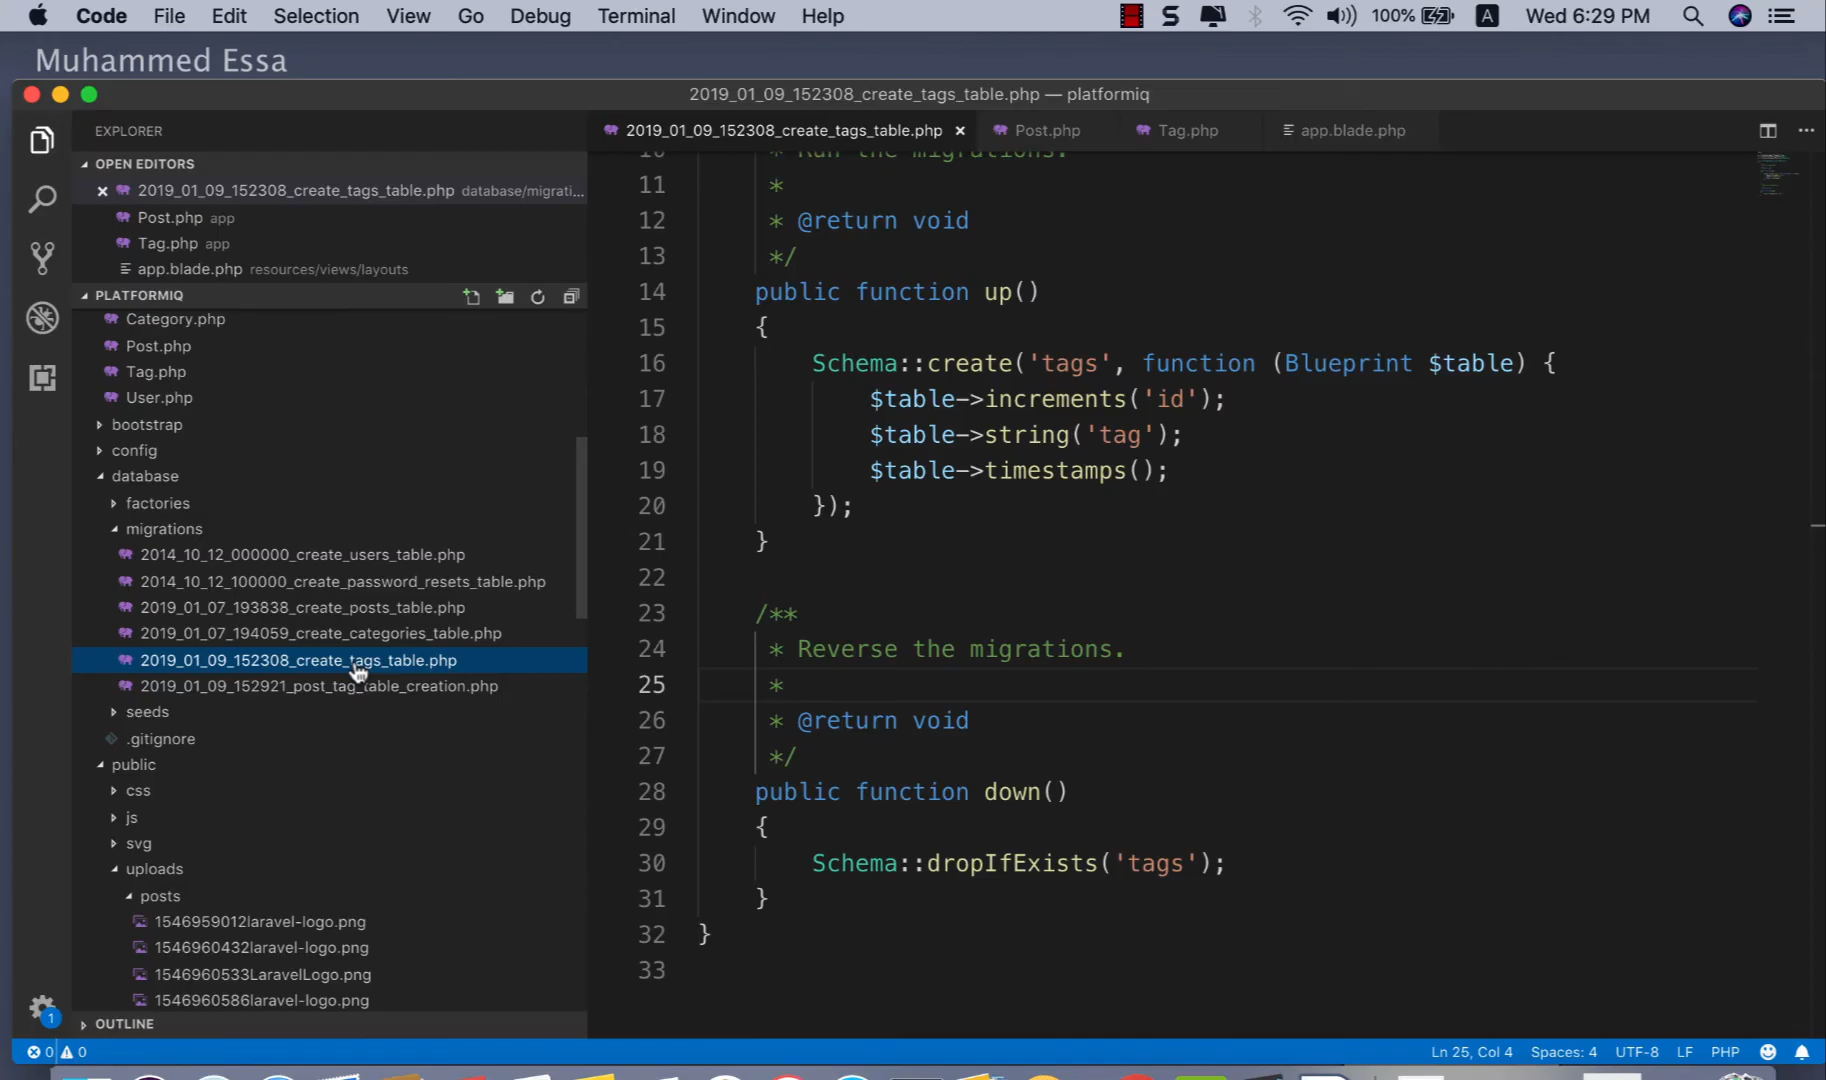 Code File Edit Selection View Go Debug Terminal Window Help 100% A Wed 6:29 PM
Muhammed Essa
2019_01_09_152308_create_tags_table.php — platformiq
EXPLORER
OPEN EDITORS
2019_01_09_152308_create_tags_table.php database/migrati...
Post.php app
Tag.php app
app.blade.php resources/views/layouts
PLATFORMIQ
Category.php
Post.php
Tag.php
User.php
bootstrap
config
database
factories
migrations
2014_10_12_000000_create_users_table.php
2014_10_12_100000_create_password_resets_table.php
2019_01_07_193838_create_posts_table.php
2019_01_07_194059_create_categories_table.php
2019_01_09_152308_create_tags_table.php
2019_01_09_152921_post_tag_table_creation.php
seeds
.gitignore
public
css
js
svg
uploads
posts
1546959012laravel-logo.png
1546960432laravel-logo.png
1546960533LaravelLogo.png
1546960586laravel-logo.png
OUTLINE
2019_01_09_152308_create_tags_table.php Post.php Tag.php app.blade.php
10 * Run the migrations.
11 *
12 * @return void
13 */
14 public function up()
15 {
16 Schema::create('tags', function (Blueprint $table) {
17 $table->increments('id');
18 $table->string('tag');
19 $table->timestamps();
20 });
21 }
22
23 /**
24 * Reverse the migrations.
25 *
26 * @return void
27 */
28 public function down()
29 {
30 Schema::dropIfExists('tags');
31 }
32 }
33
1
0 0 Ln 25, Col 4 Spaces: 4 UTF-8 LF PHP